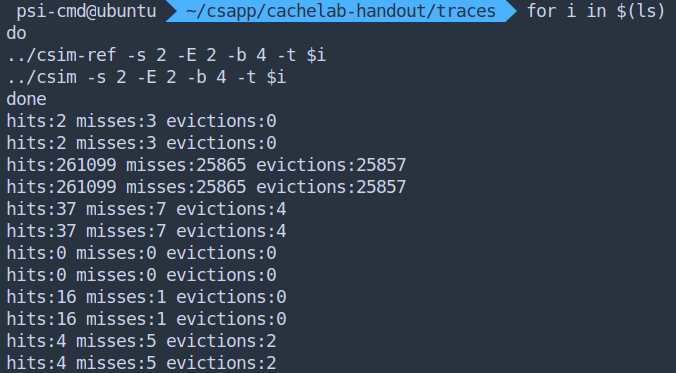 psi-cmd@ubuntu ~/csapp/cachelab-handout/traces for i in $(ls)
do
../csim-ref -s 2 -E 2 -b 4 -t $i
../csim -s 2 -E 2 -b 4 -t $i
done
hits:2 misses:3 evictions:0
hits:2 misses:3 evictions:0
hits:261099 misses:25865 evictions:25857
hits:261099 misses:25865 evictions:25857
hits:37 misses:7 evictions:4
hits:37 misses:7 evictions:4
hits:0 misses:0 evictions:0
hits:0 misses:0 evictions:0
hits:16 misses:1 evictions:0
hits:16 misses:1 evictions:0
hits:4 misses:5 evictions:2
hits:4 misses:5 evictions:2